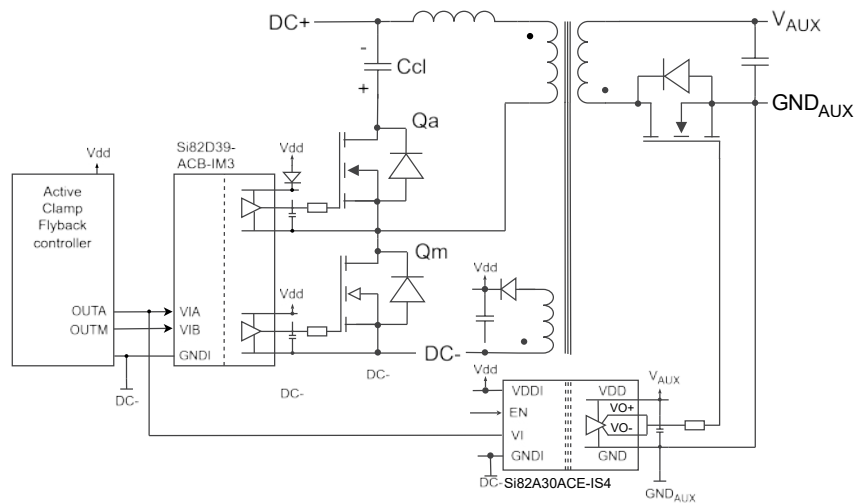 DC+
VAUX
-
Ccl
+
GNDAUX
Qa
Si82D39-
ACB-IM3
Vdd
Vdd
Active
Clamp
Flyback
controller
Qm
Vdd
Vdd
OUTA
VIA
OUTM
VIB
GNDI
DC-
DC-
DC-
DC-
Vdd
VAUX
VDDI
VDD
EN
VO+
VO-
VI
GNDI
GND
DC-
Si82A30ACE-IS4
GNDAUX